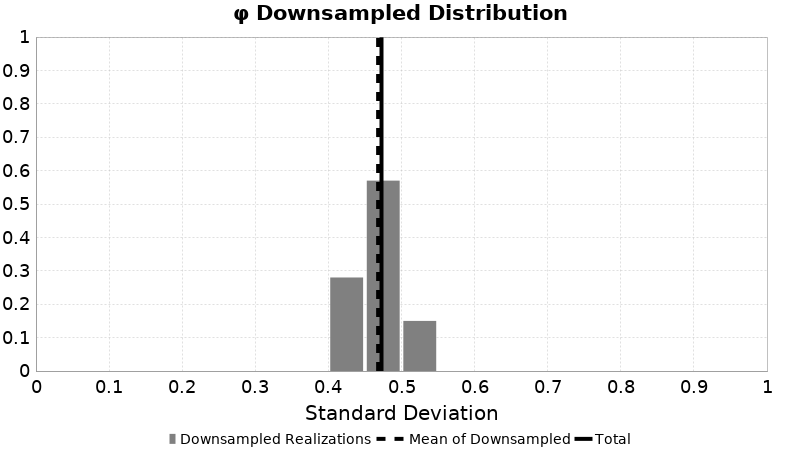 φ Downsampled Distribution
1
0.9
0.8
0.7
0.6
0.5
0.4
0.3
0.2
0.1
0
0 0.1 0.2 0.3 0.4 0.5 0.6 0.7 0.8 0.9 1
Standard Deviation
Downsampled Realizations Mean of Downsampled Total